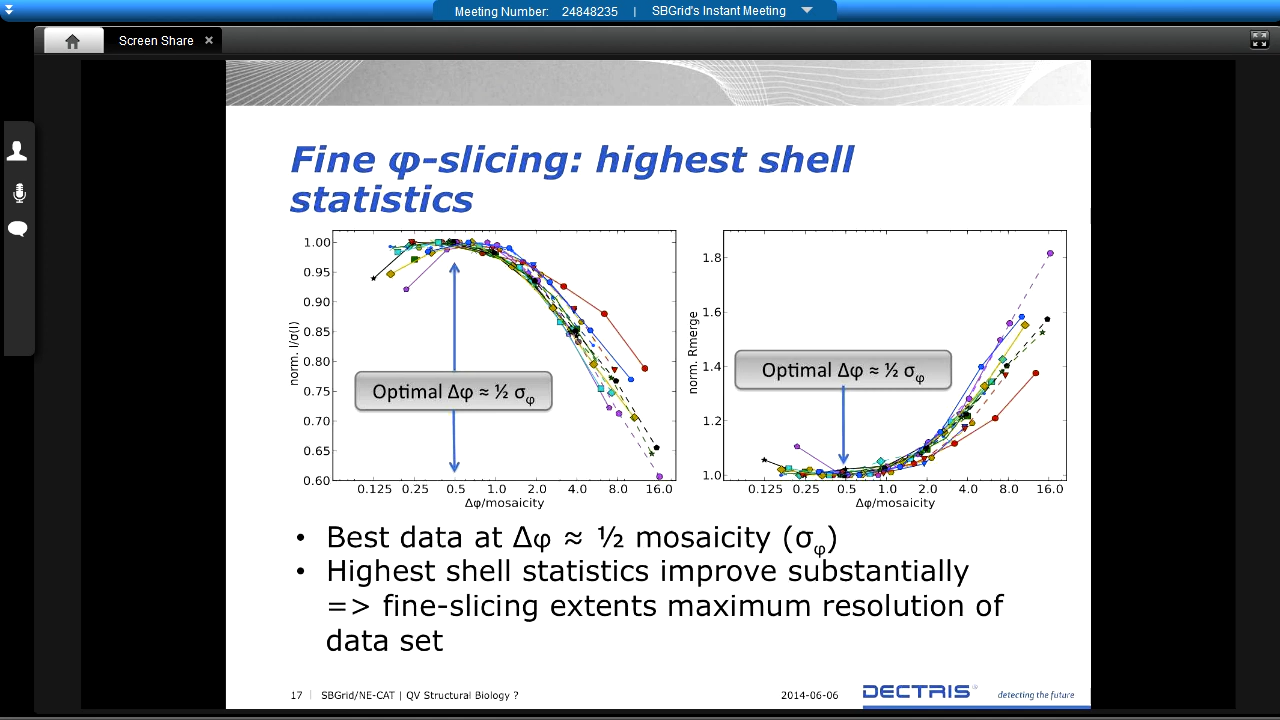 Meeting Number: 24848235 | SBGrid's Instant Meeting
Screen Share ×
Fine φ-slicing: highest shell
statistics
1.00
0.95
0.90
0.85
0.80
0.75
0.70
0.65
0.60
norm. I/σ(I)
0.125 0.25 0.5 1.0 2.0 4.0 8.0 16.0
Δφ/mosaicity
Optimal Δφ ≈ ½ σφ
1.8
1.6
1.4
1.2
1.0
norm. Rmerge
0.125 0.25 0.5 1.0 2.0 4.0 8.0 16.0
Δφ/mosaicity
Optimal Δφ ≈ ½ σφ
• Best data at Δφ ≈ ½ mosaicity (σφ)
• Highest shell statistics improve substantially
=> fine-slicing extents maximum resolution of
data set
17 | SBGrid/NE-CAT | QV Structural Biology ? 2014-06-06 DECTRIS® detecting the future